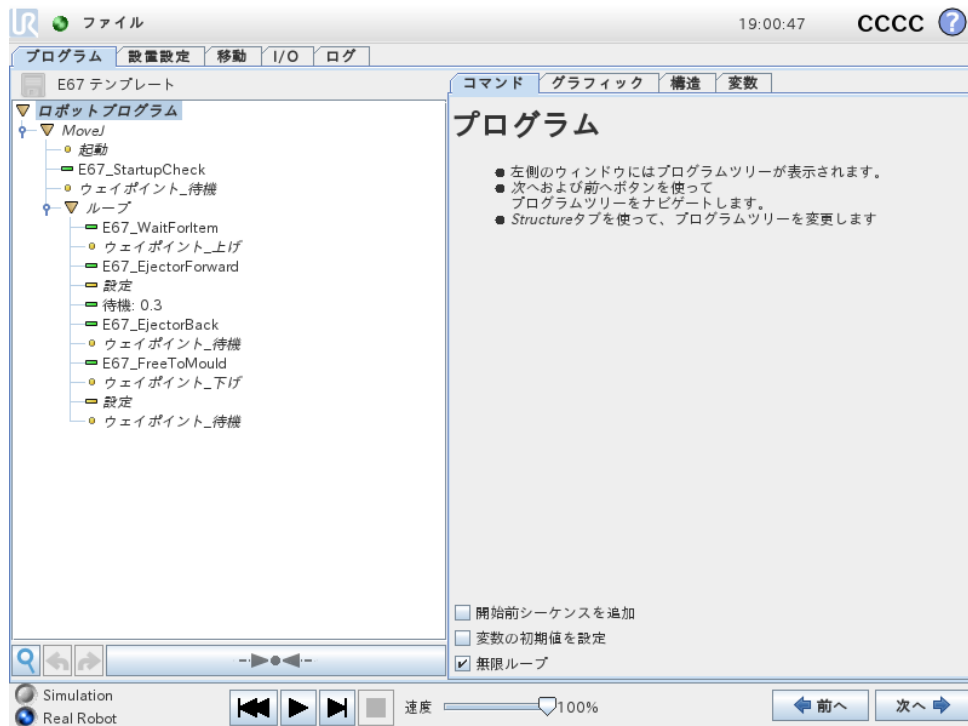 UR ファイル 19:00:47 CCCC ?
プログラム 設置設定 移動 I/O ログ
E67 テンプレート
コマンド グラフィック 構造 変数
ロボットプログラム
MoveJ
起動
E67_StartupCheck
ウェイポイント_待機
ループ
E67_WaitForItem
ウェイポイント_上げ
E67_EjectorForward
設定
待機: 0.3
E67_EjectorBack
ウェイポイント_待機
E67_FreeToMould
ウェイポイント_下げ
設定
ウェイポイント_待機
プログラム
左側のウィンドウにはプログラムツリーが表示されます。
次へおよび前へボタンを使って
プログラムツリーをナビゲートします。
Structureタブを使って、プログラムツリーを変更します
開始前シーケンスを追加
変数の初期値を設定
無限ループ
Simulation
Real Robot
速度 100%
前へ 次へ